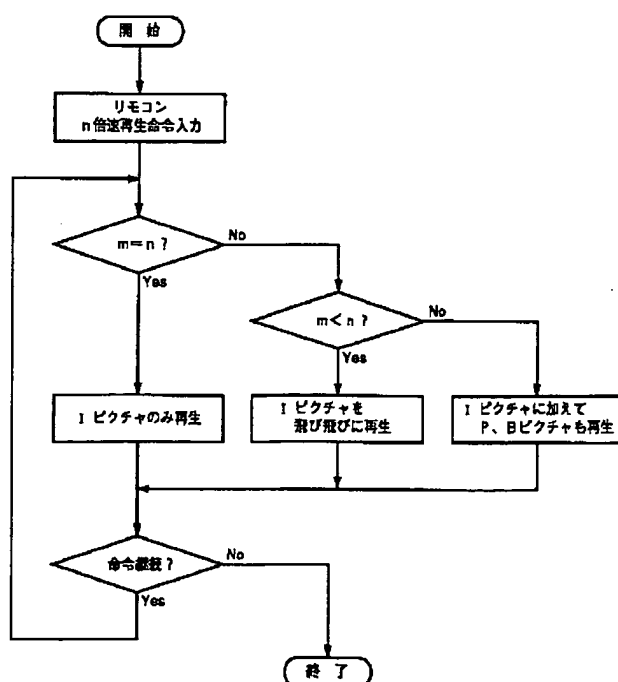 開 始
リモコン
n倍速再生命令入力
m=n?
No
Yes
m<n?
No
Yes
I ピクチャのみ再生
I ピクチャを
飛び飛びに再生
I ピクチャに加えて
P、Bピクチャも再生
命令継続?
No
Yes
終 了